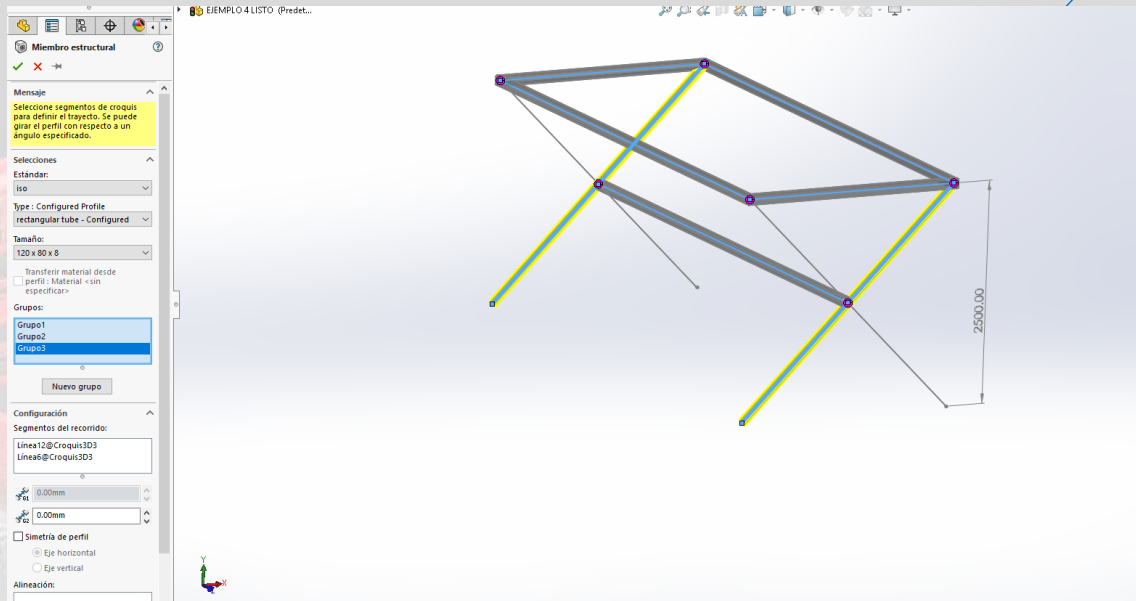 EJEMPLO 4 LISTO (Predet...
Miembro estructural
Mensaje
Seleccione segmentos de croquis
para definir el trayecto. Se puede
girar el perfil con respecto a un
ángulo especificado.
Selecciones
Estándar:
iso
Type : Configured Profile
rectangular tube - Configured
Tamaño:
120 x 80 x 8
Transferir material desde
perfil : Material <sin
especificar>
Grupos:
Grupo1
Grupo2
Grupo3
Nuevo grupo
Configuración
Segmentos del recorrido:
Línea12@Croquis3D3
Línea6@Croquis3D3
G1
0.00mm
G2
0.00mm
Simetría de perfil
Eje horizontal
Eje vertical
Alineación:
2500.00
Y
X